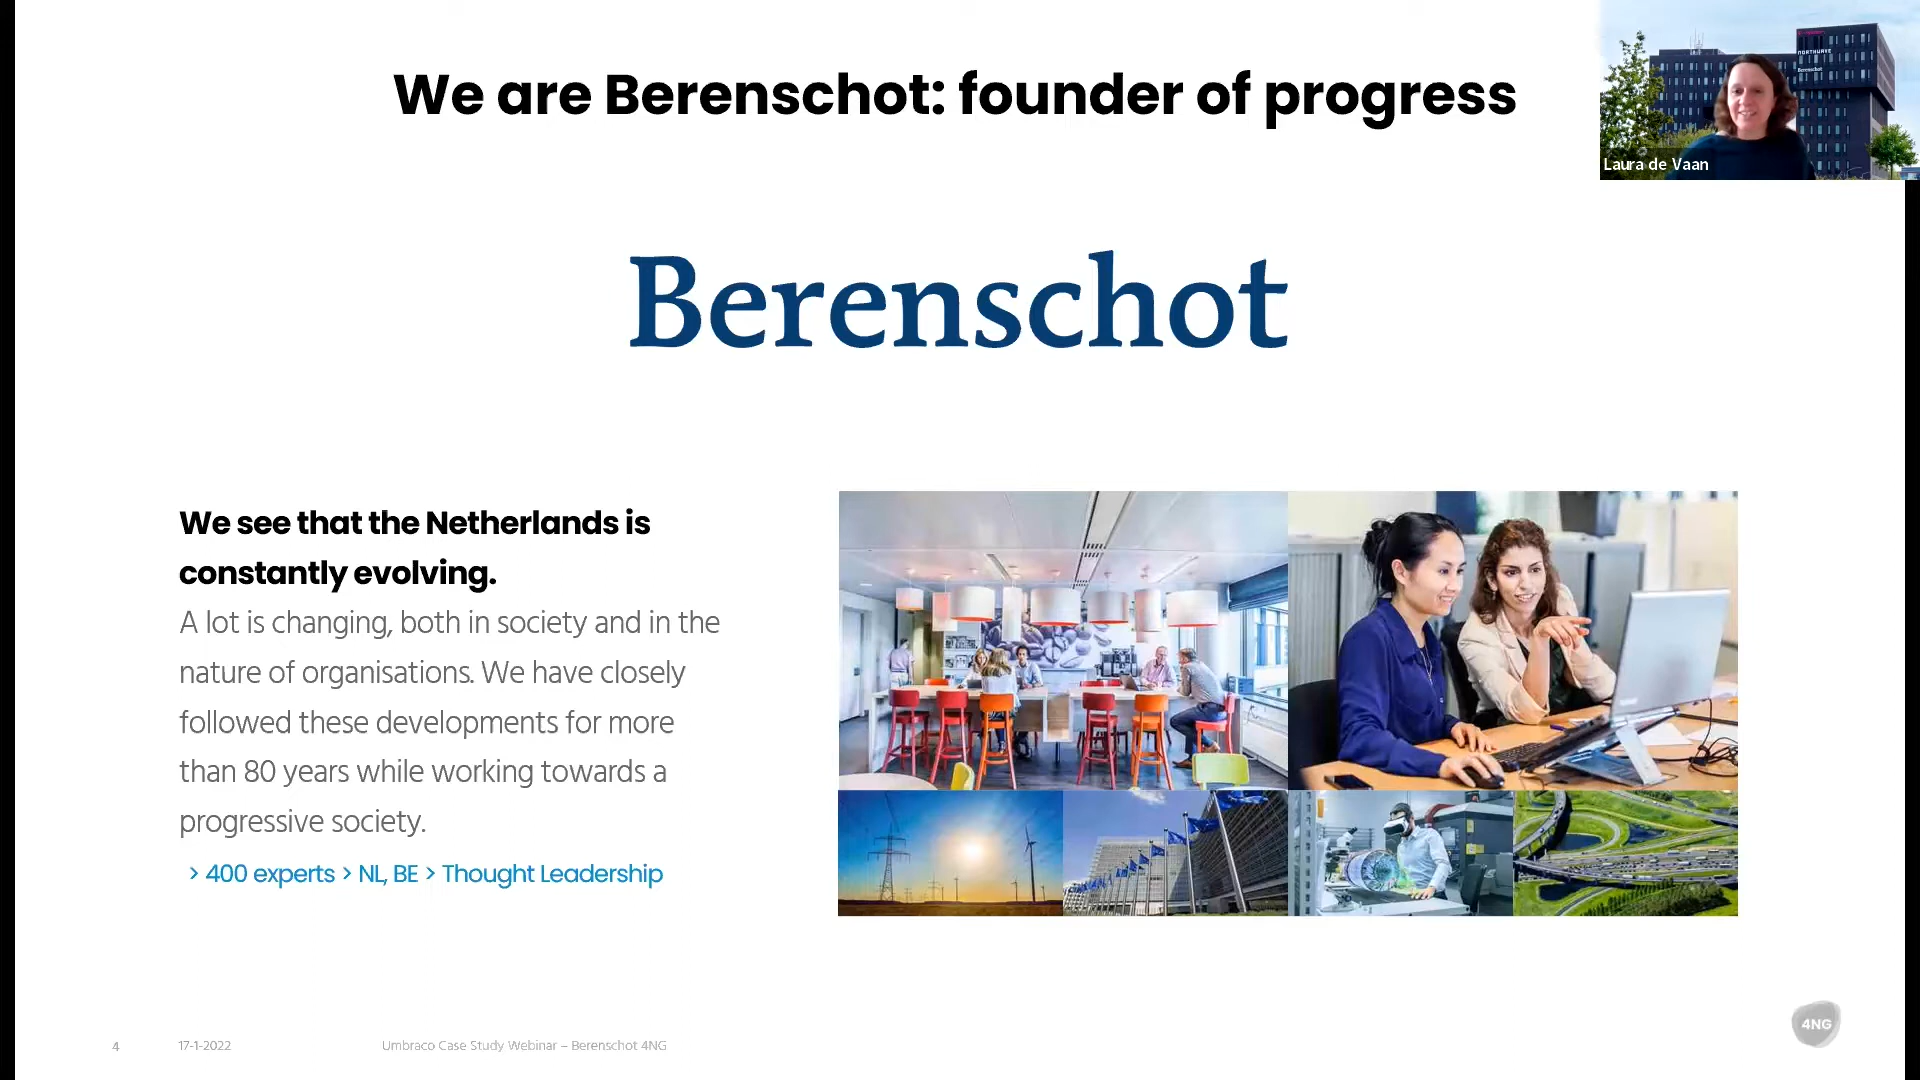 We are Berenschot: founder of progress
NORTHWAVE
Berenschot
Laura de Vaan
Berenschot
We see that the Netherlands is
constantly evolving.
A lot is changing, both in society and in the
nature of organisations. We have closely
followed these developments for more
than 80 years while working towards a
progressive society.
> 400 experts > NL, BE > Thought Leadership
4NG
4
17-1-2022
Umbraco Case Study Webinar – Berenschot 4NG